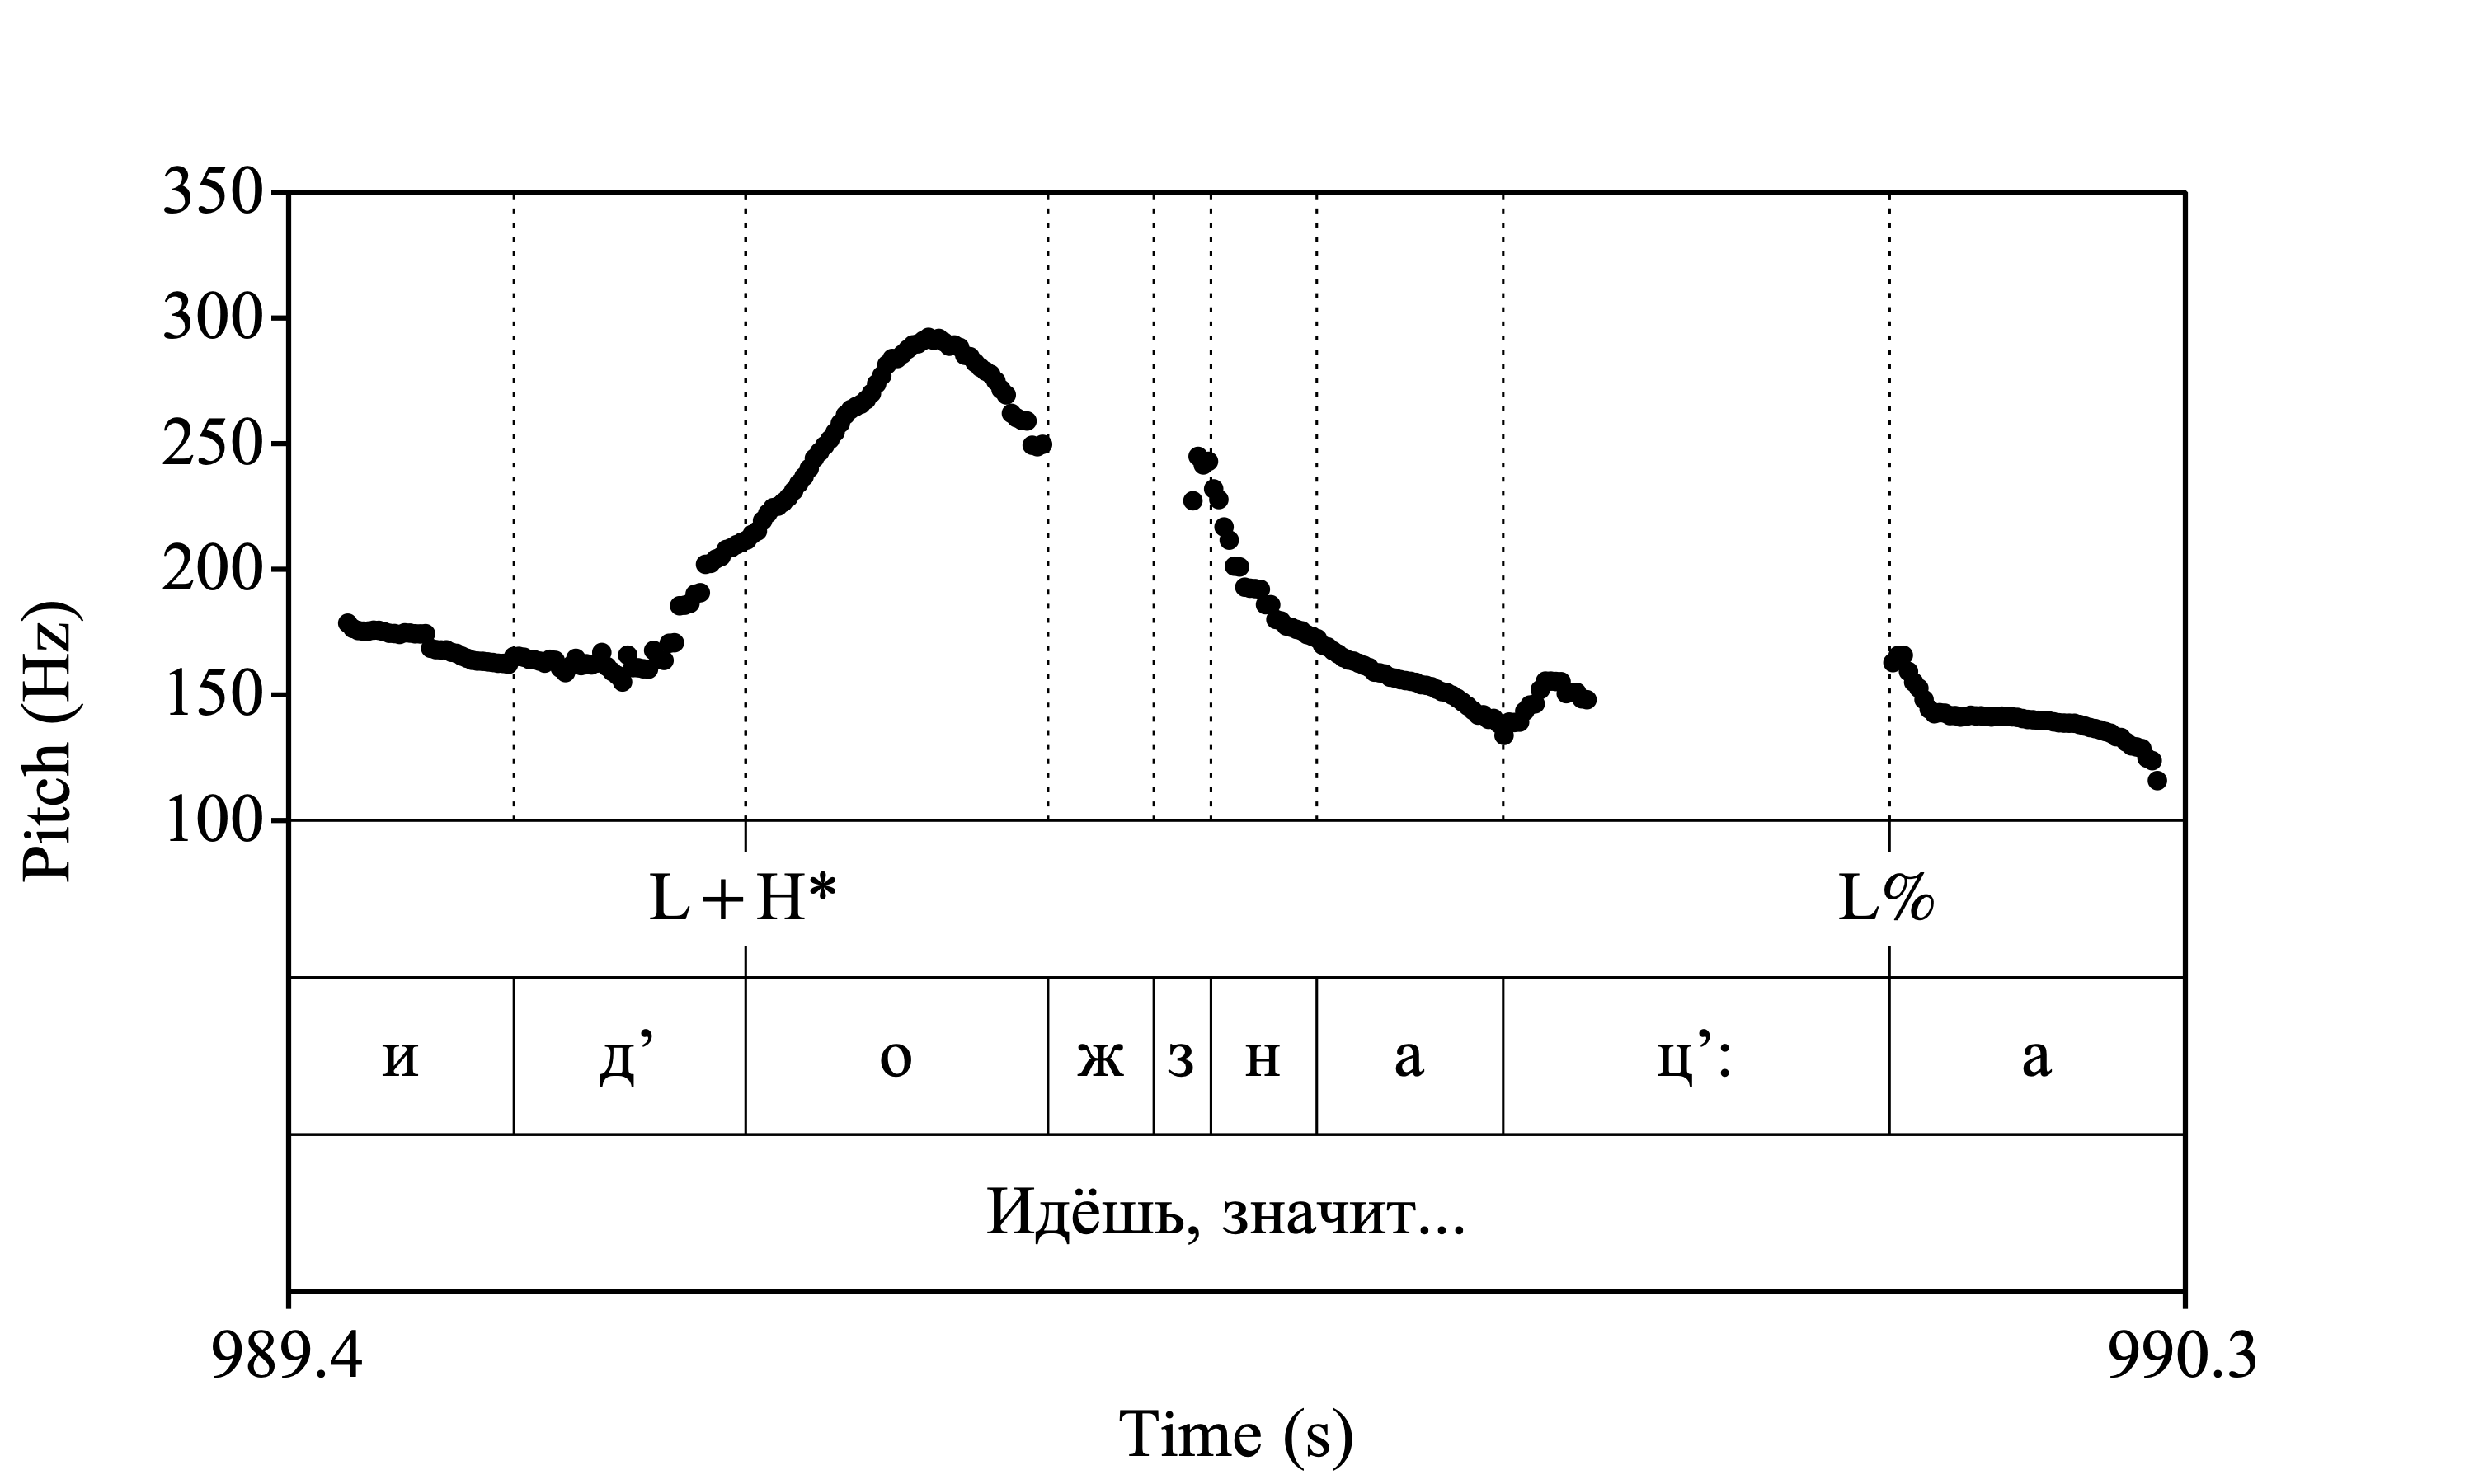 350
300
250
200
150
100
Pitch (Hz)
L+H* L%
и д’ о ж з н а ц’: а
Идёшь, значит...
989.4 990.3
Time (s)